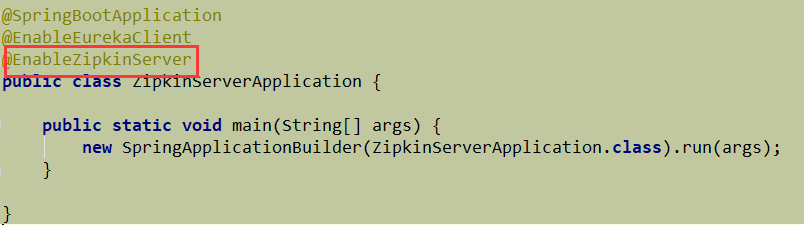 @SpringBootApplication
@EnableEurekaClient
@EnableZipkinServer
public class ZipkinServerApplication {
public static void main(String[] args) {
new SpringApplicationBuilder(ZipkinServerApplication.class).run(args);
}
}